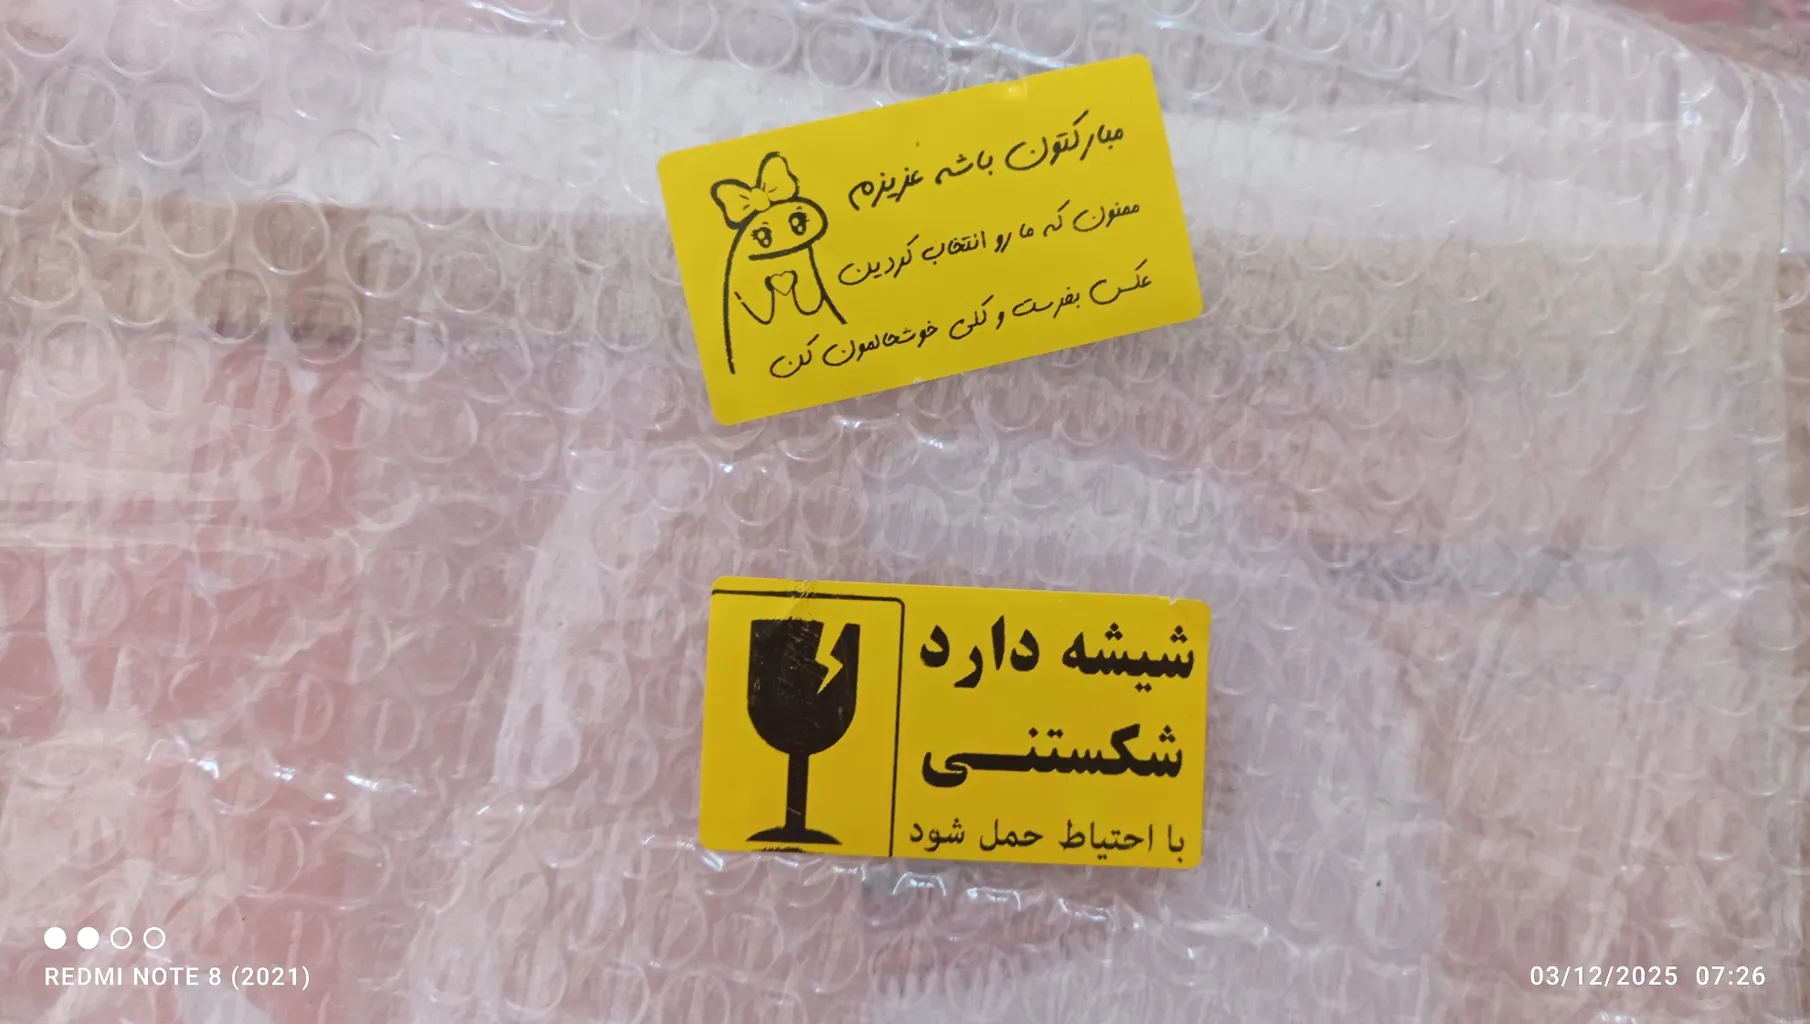 مبارکتون باشه عزیزم
ممنون که ما رو انتخاب کردین
عکس بفرست و کلی خوشحالمون کن
شیشه دارد
شکستنی
با احتیاط حمل شود
REDMI NOTE 8 (2021)
03/12/2025 07:26